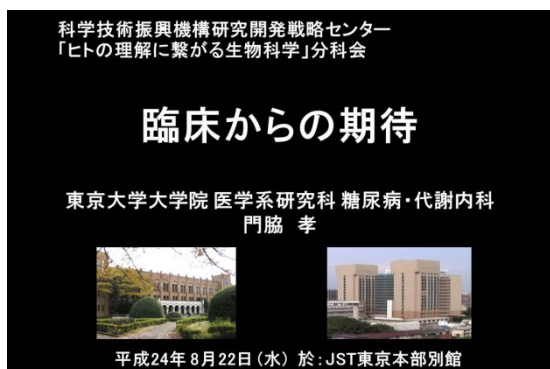 科学技術振興機構研究開発戦略センター
「ヒトの理解に繋がる生物科学」分科会
臨床からの期待
東京大学大学院 医学系研究科 糖尿病・代謝内科
門脇 孝
平成24年8月22日(水) 於:JST東京本部別館